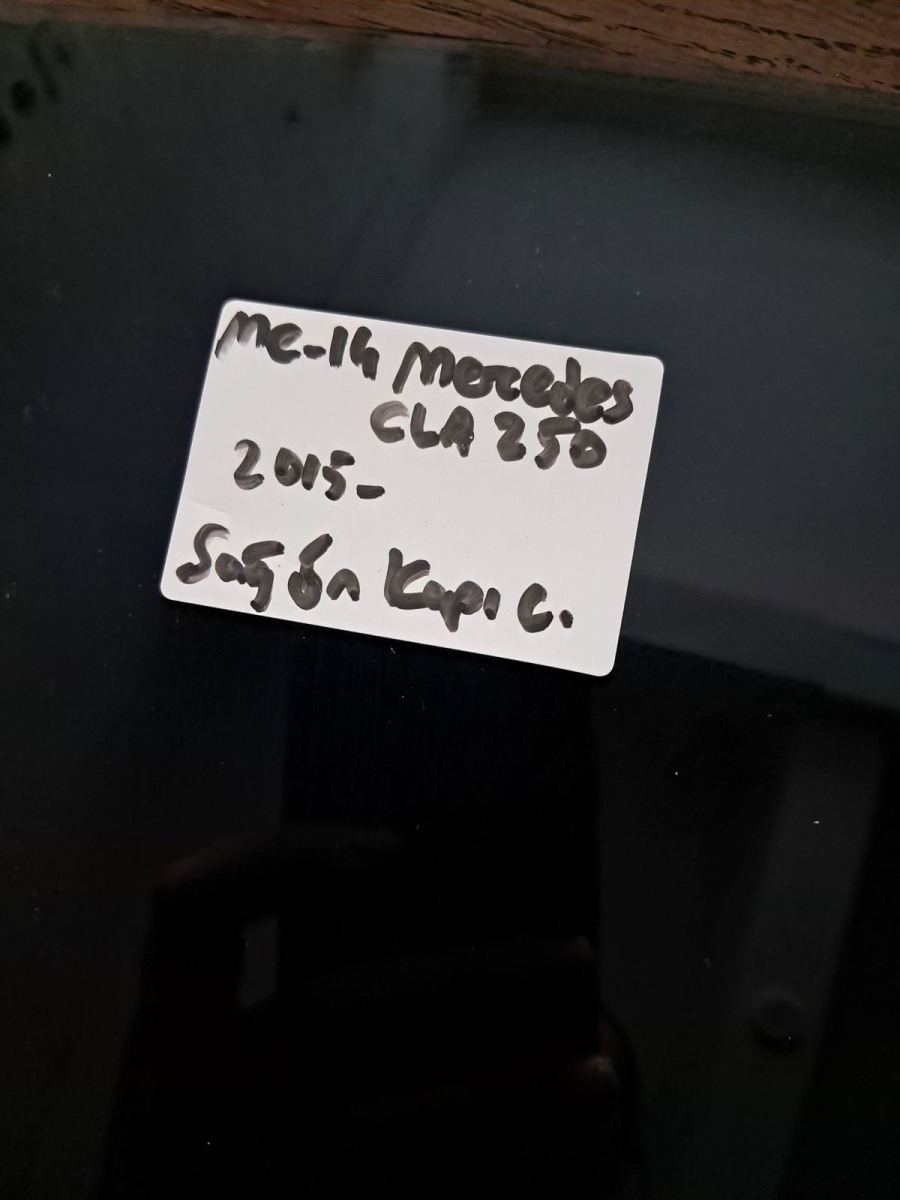 MC-14 Mercedes
CLA 250
2015-
Sağ ön Kapı C.